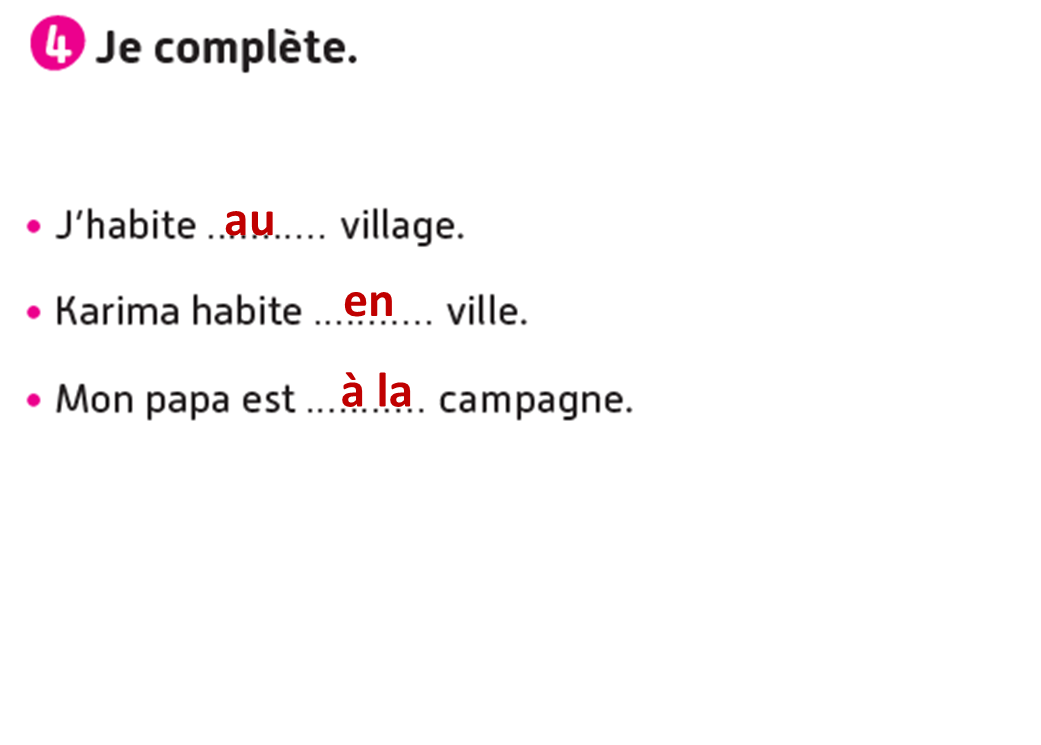 4 Je complète.
• J'habite ...au...... village.
• Karima habite ...en...... ville.
• Mon papa est ...à la... campagne.